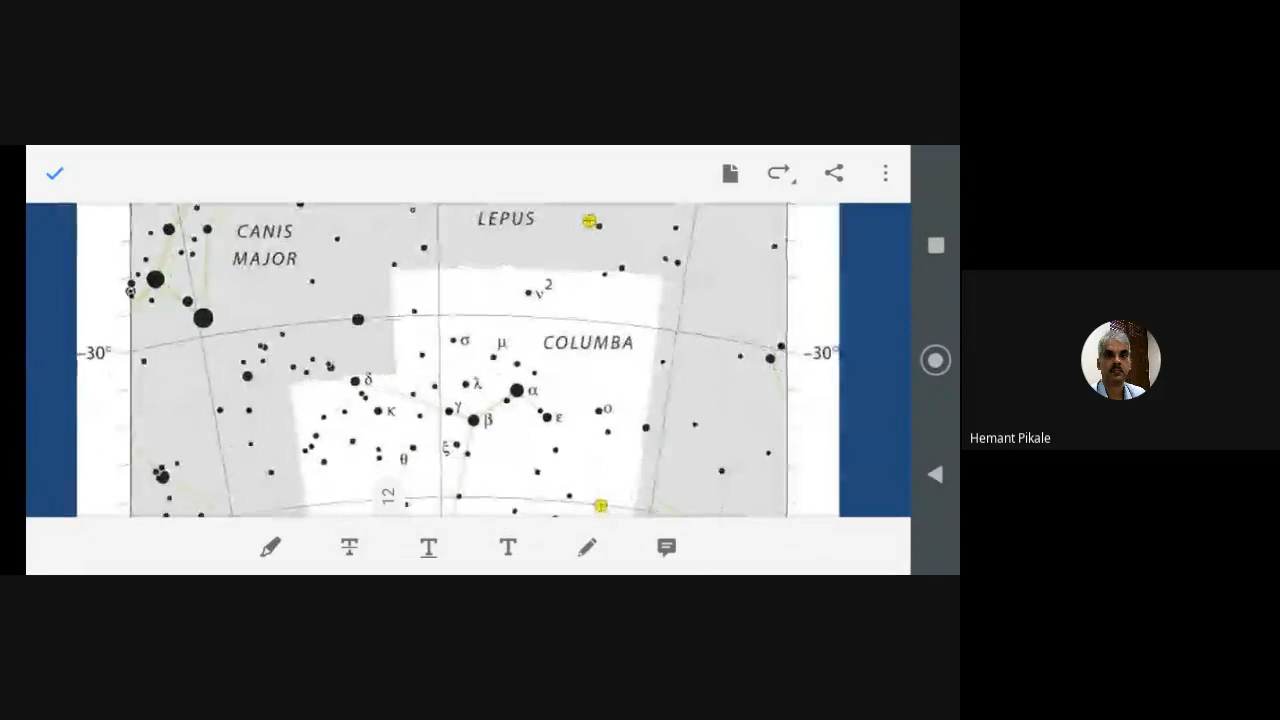 LEPUS
CANIS
MAJOR
ν2
-30°
σ
μ
COLUMBA
-30°
δ
λ
α
κ
γ
β
ε
ο
ξ
θ
12
T
T
T
Hemant Pikale